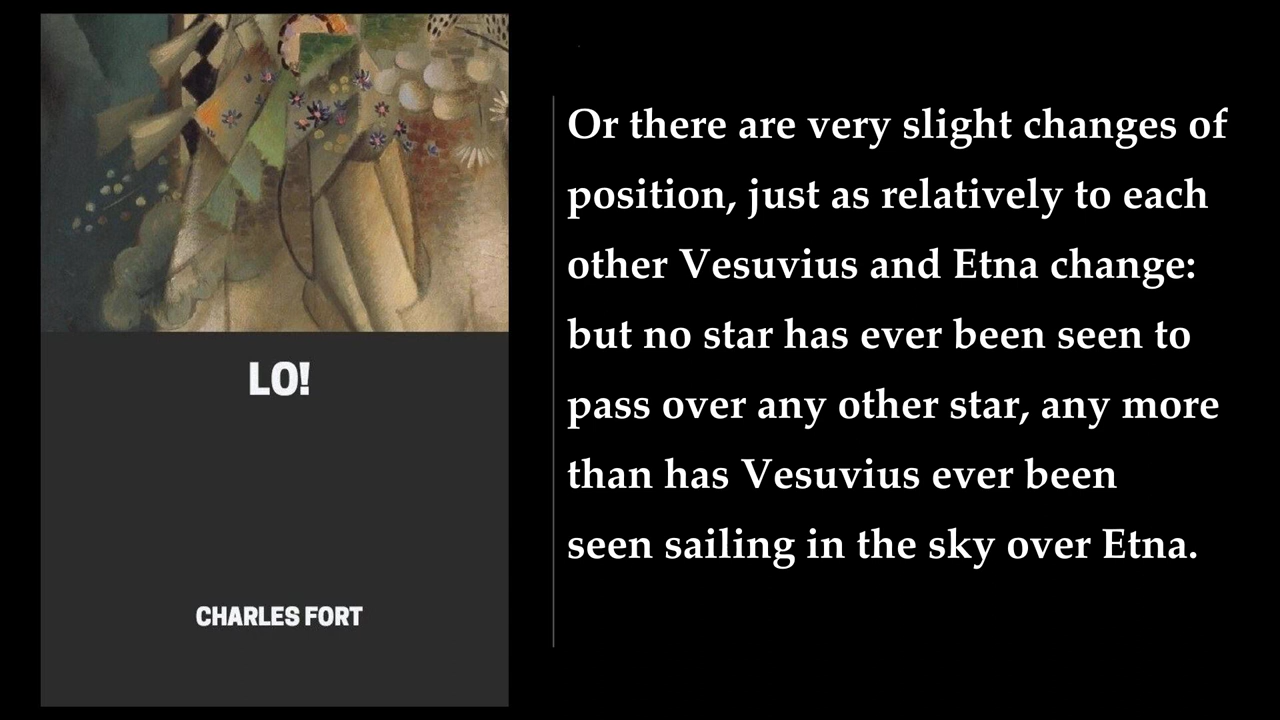 LO!
CHARLES FORT
Or there are very slight changes of
position, just as relatively to each
other Vesuvius and Etna change:
but no star has ever been seen to
pass over any other star, any more
than has Vesuvius ever been
seen sailing in the sky over Etna.